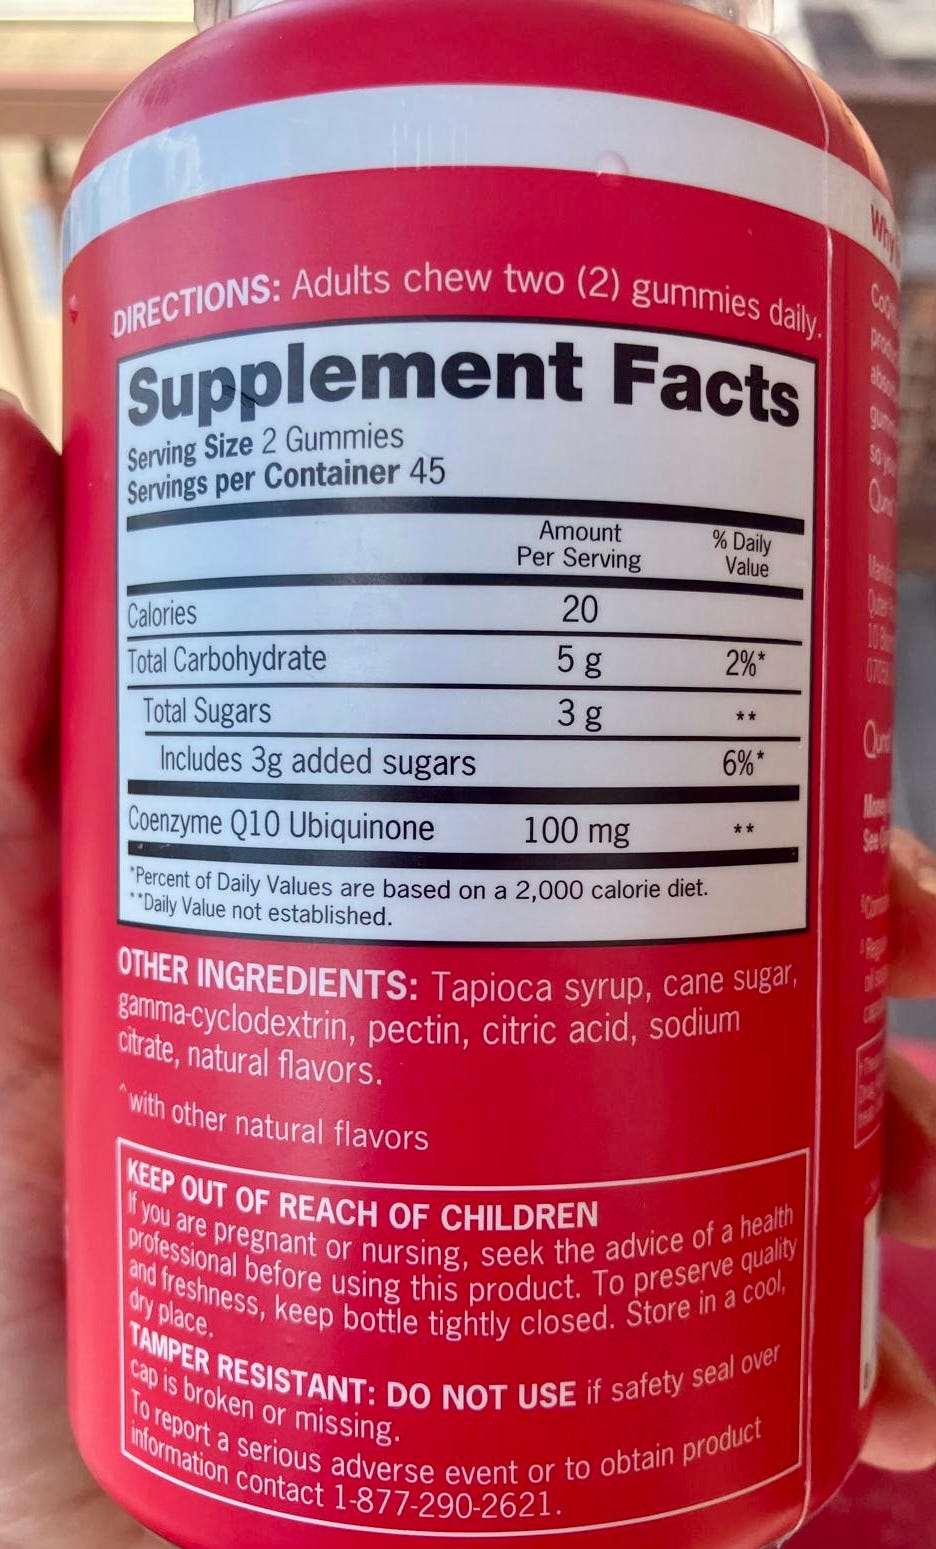 DIRECTIONS: Adults chew two (2) gummies daily.
Supplement Facts
Serving Size 2 Gummies
Servings per Container 45
Amount Per Serving % Daily Value
Calories 20
Total Carbohydrate 5 g 2%*
Total Sugars 3 g **
Includes 3g added sugars 6%*
Coenzyme Q10 Ubiquinone 100 mg **
*Percent of Daily Values are based on a 2,000 calorie diet.
**Daily Value not established.
OTHER INGREDIENTS: Tapioca syrup, cane sugar,
gamma-cyclodextrin, pectin, citric acid, sodium
citrate, natural flavors.
^with other natural flavors
KEEP OUT OF REACH OF CHILDREN
If you are pregnant or nursing, seek the advice of a health
professional before using this product. To preserve quality
and freshness, keep bottle tightly closed. Store in a cool,
dry place.
TAMPER RESISTANT: DO NOT USE if safety seal over
cap is broken or missing.
To report a serious adverse event or to obtain product
information contact 1-877-290-2621.
Why